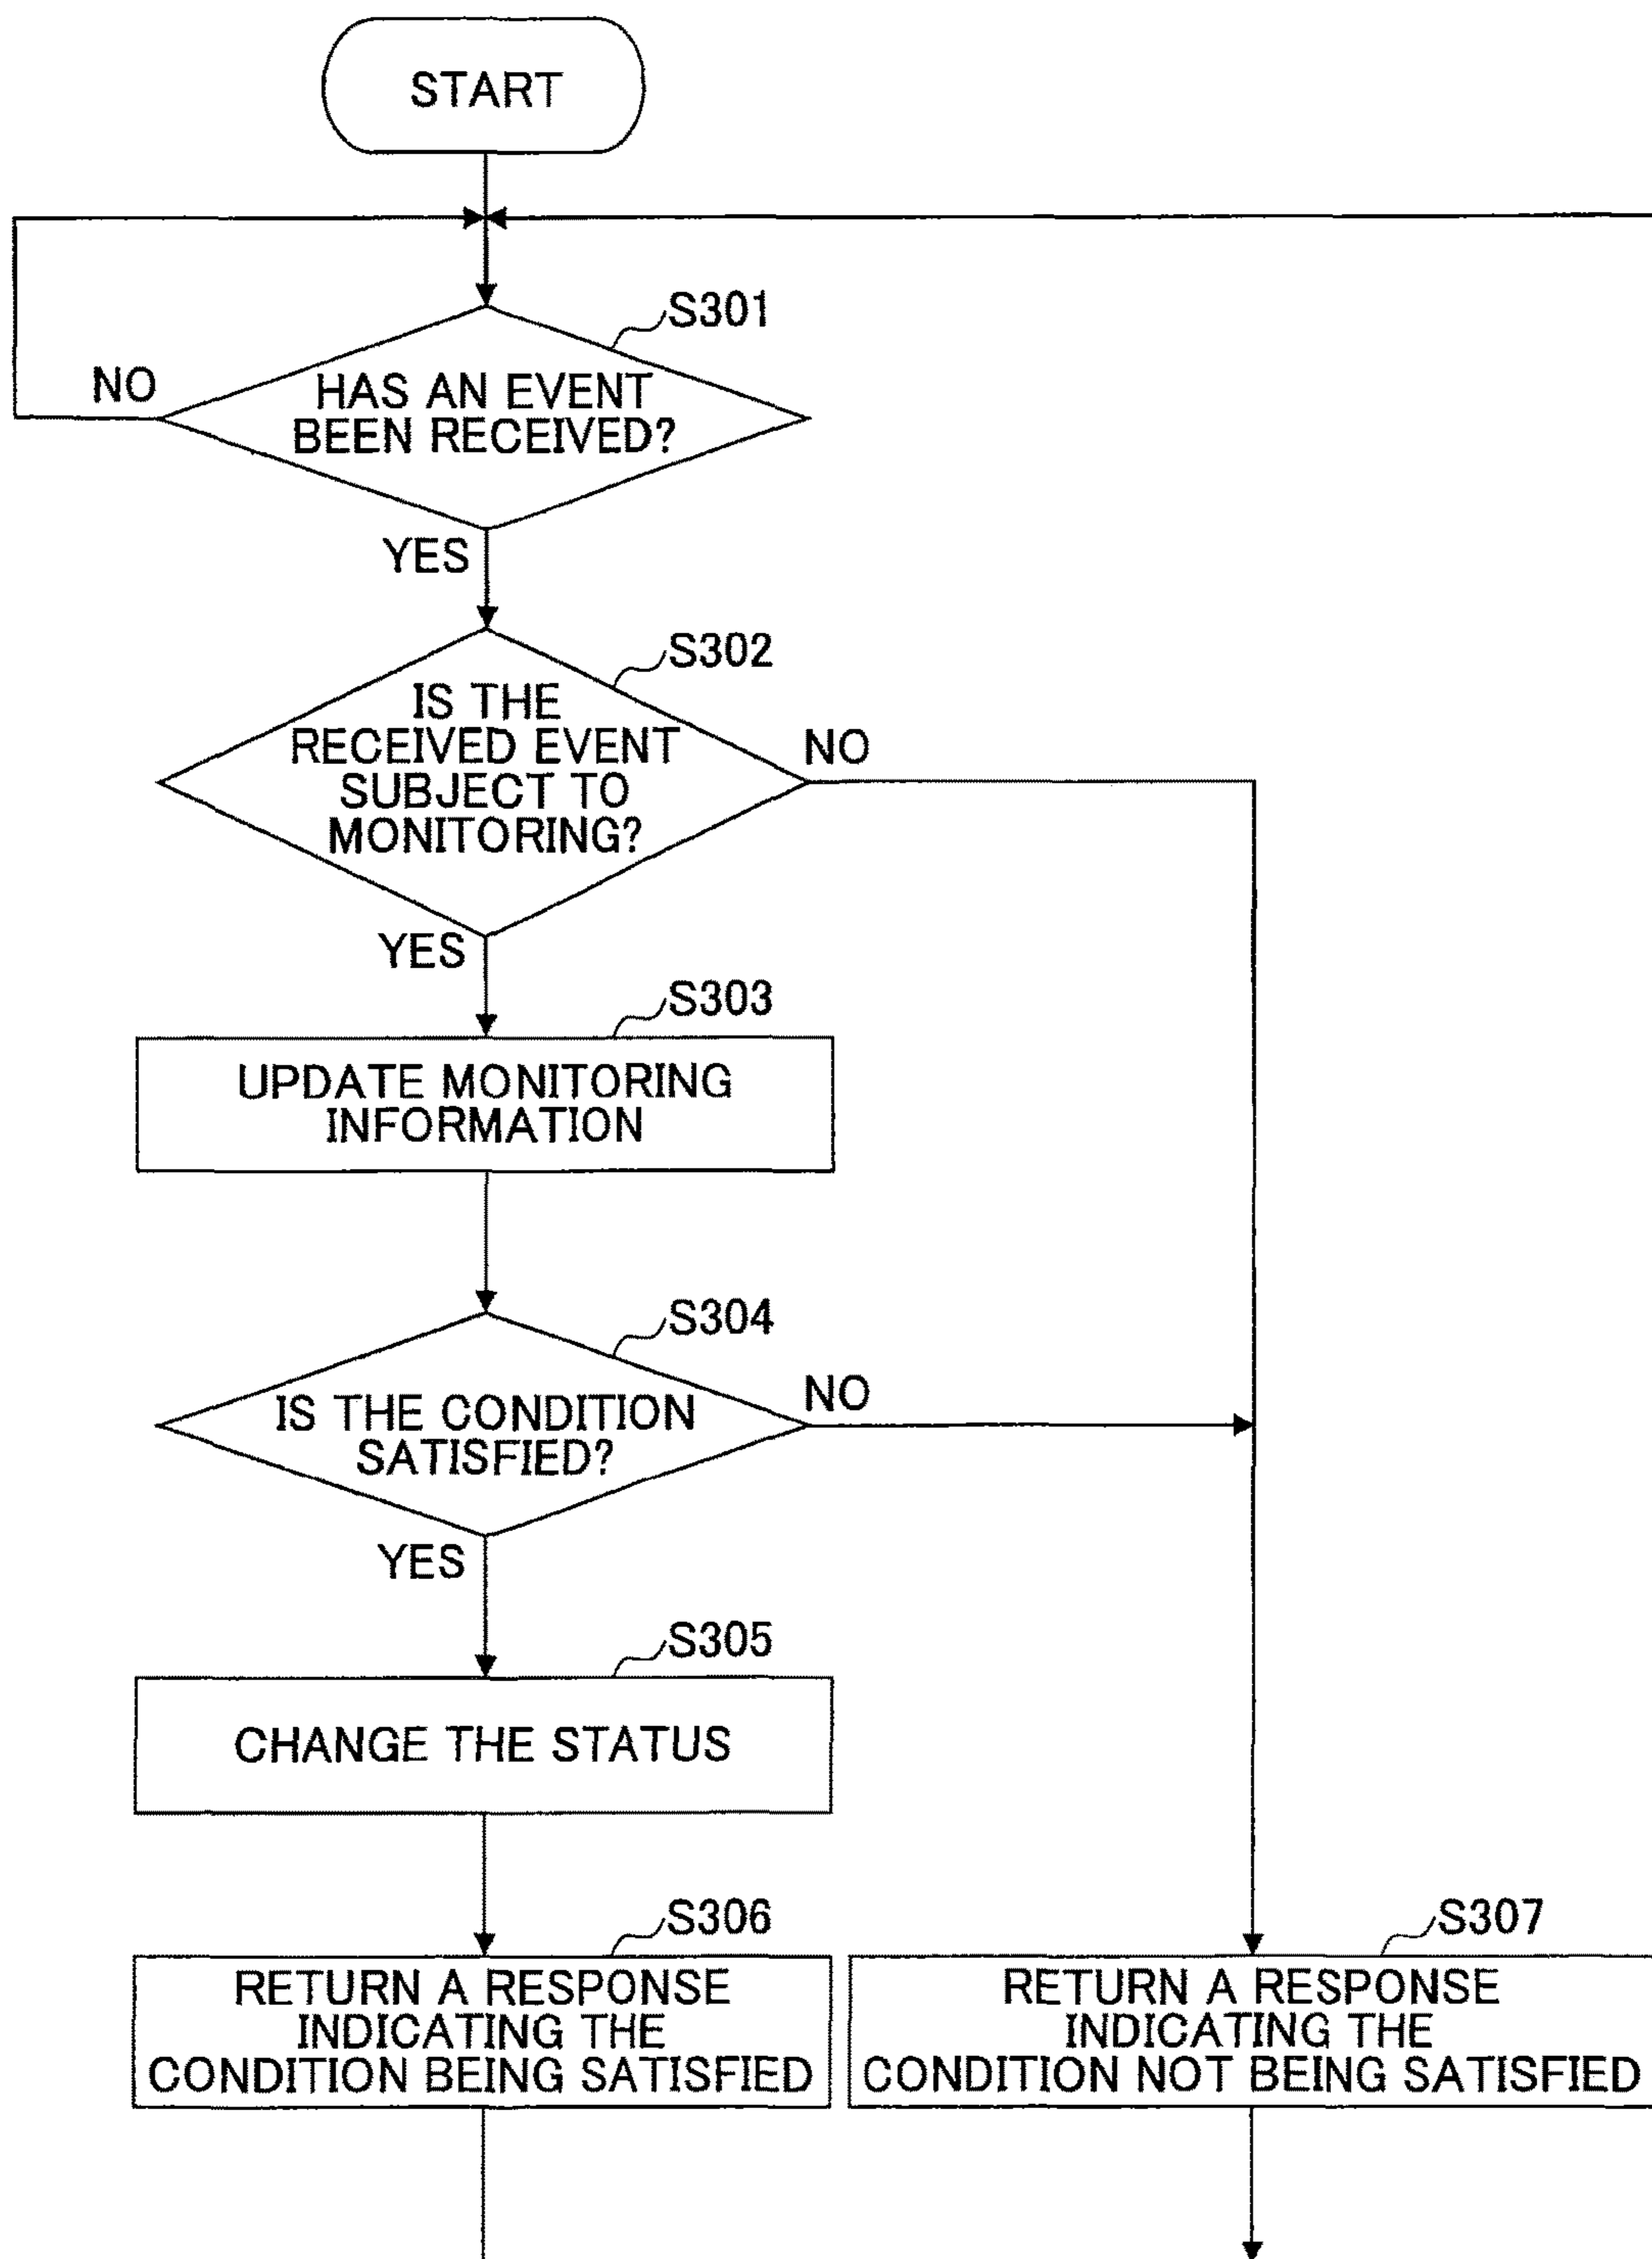 START
S301
NO
HAS AN EVENT
BEEN RECEIVED?
YES
S302
IS THE
RECEIVED EVENT
SUBJECT TO
MONITORING?
NO
YES
S303
UPDATE MONITORING
INFORMATION
S304
IS THE CONDITION
SATISFIED?
NO
YES
S305
CHANGE THE STATUS
S306
RETURN A RESPONSE
INDICATING THE
CONDITION BEING SATISFIED
S307
RETURN A RESPONSE
INDICATING THE
CONDITION NOT BEING SATISFIED